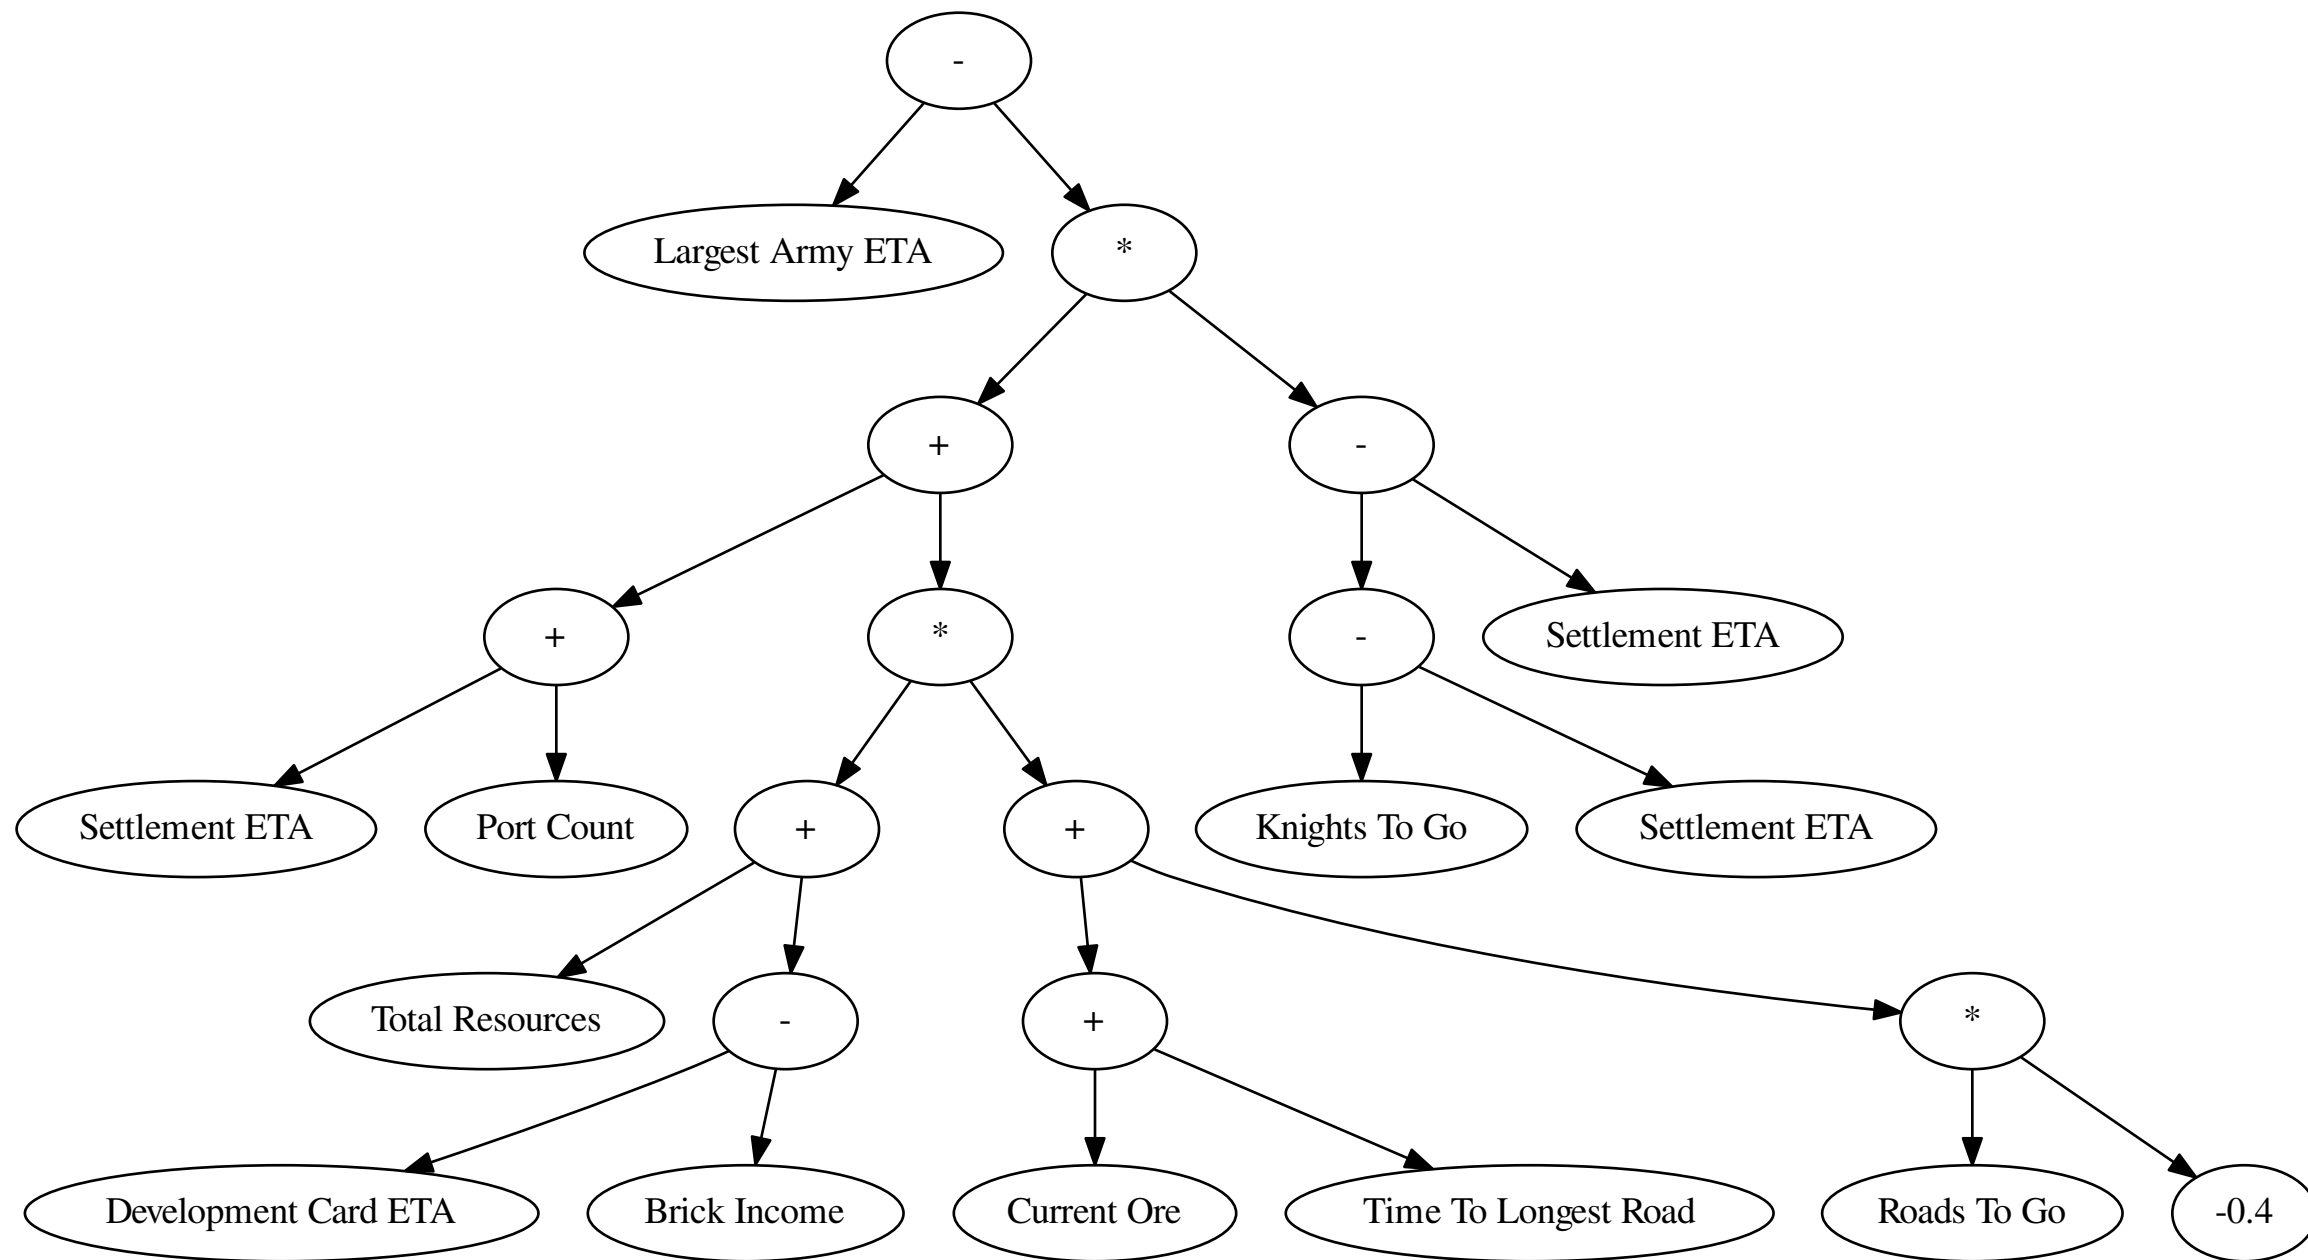 -
Largest Army ETA
*
+
-
+
*
-
Settlement ETA
Settlement ETA
Port Count
+
+
Knights To Go
Settlement ETA
Total Resources
-
+
*
Development Card ETA
Brick Income
Current Ore
Time To Longest Road
Roads To Go
-0.4